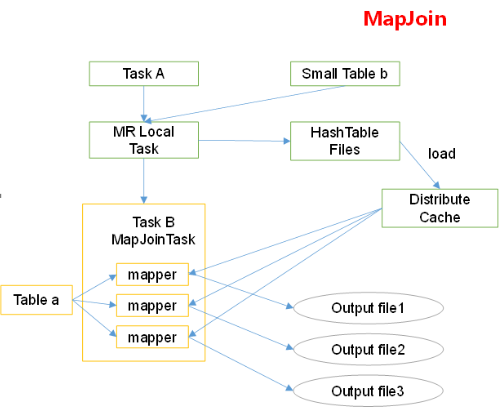 MapJoin
Task A
Small Table b
MR Local
Task
HashTable
Files
load
Distribute
Cache
Task B
MapJoinTask
mapper
Table a
mapper
mapper
Output file1
Output file2
Output file3